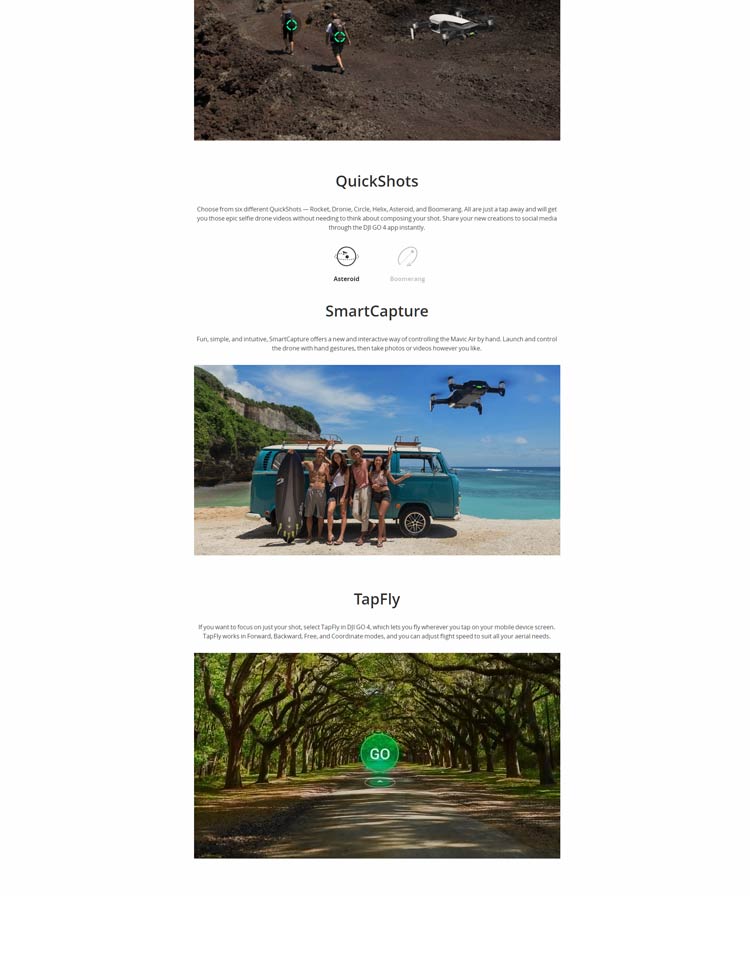 QuickShots
Choose from six different QuickShots — Rocket, Dronie, Circle, Helix, Asteroid, and Boomerang. All are just a tap away and will get
you those epic selfie drone videos without needing to think about composing your shot. Share your new creations to social media
through the DJI GO 4 app instantly.
Asteroid
Boomerang
SmartCapture
Fun, simple, and intuitive, SmartCapture offers a new and interactive way of controlling the Mavic Air by hand. Launch and control
the drone with hand gestures, then take photos or videos however you like.
TapFly
If you want to focus on just your shot, select TapFly in DJI GO 4, which lets you fly wherever you tap on your mobile device screen.
TapFly works in Forward, Backward, Free, and Coordinate modes, and you can adjust flight speed to suit all your aerial needs.
GO